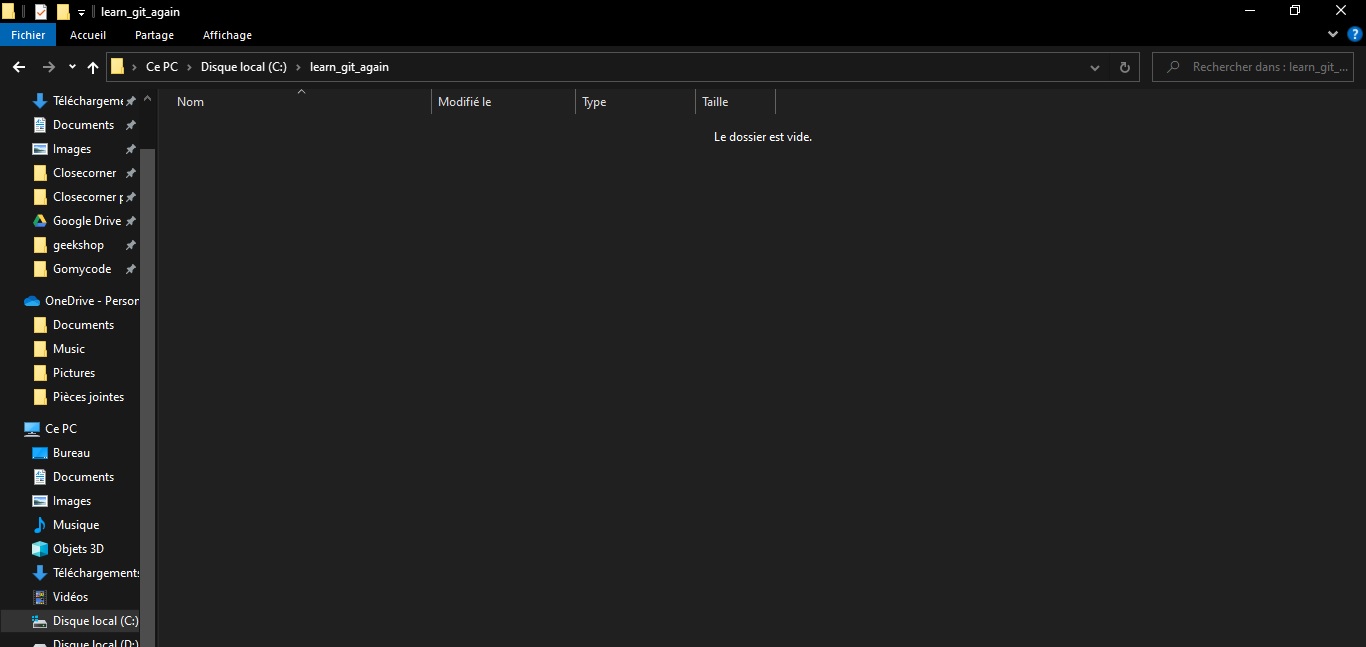 learn_git_again
Fichier Accueil Partage Affichage
Ce PC Disque local (C:) learn_git_again
Rechercher dans : learn_git_...
Nom Modifié le Type Taille
Le dossier est vide.
Téléchargeme
Documents
Images
Closecorner
Closecorner p
Google Drive
geekshop
Gomycode
OneDrive - Person
Documents
Music
Pictures
Pièces jointes
Ce PC
Bureau
Documents
Images
Musique
Objets 3D
Téléchargements
Vidéos
Disque local (C:)
Disque local (D:)